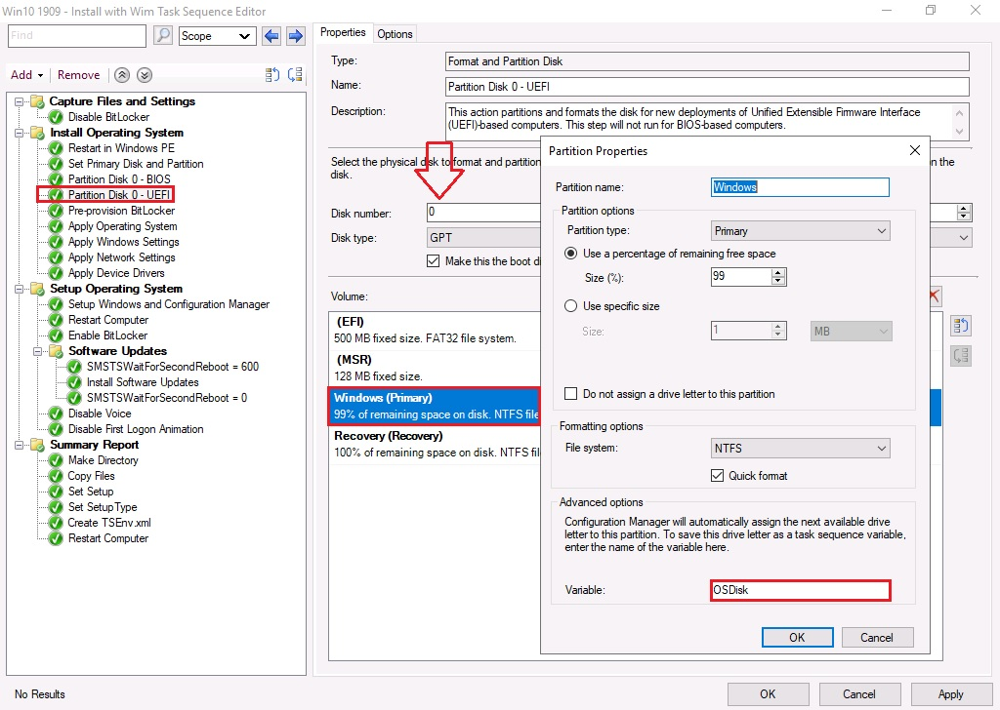 Win10 1909 - Install with Wim Task Sequence Editor
Find
Scope
Add
Remove
Capture Files and Settings
Disable BitLocker
Install Operating System
Restart in Windows PE
Set Primary Disk and Partition
Partition Disk 0 - BIOS
Partition Disk 0 - UEFI
Pre-provision BitLocker
Apply Operating System
Apply Windows Settings
Apply Network Settings
Apply Device Drivers
Setup Operating System
Setup Windows and Configuration Manager
Restart Computer
Enable BitLocker
Software Updates
SMSTSWaitForSecondReboot = 600
Install Software Updates
SMSTSWaitForSecondReboot = 0
Disable Voice
Disable First Logon Animation
Summary Report
Make Directory
Copy Files
Set Setup
Set SetupType
Create TSEnv.xml
Restart Computer
No Results
Properties
Options
Type:
Format and Partition Disk
Name:
Partition Disk 0 - UEFI
Description:
This action partitions and formats the disk for new deployments of Unified Extensible Firmware Interface
(UEFI)-based computers. This step will not run for BIOS-based computers.
Select the physical disk to format and partition
in the
disk.
Disk number:
0
Disk type:
GPT
Make this the boot di
Volume:
(EFI)
500 MB fixed size. FAT32 file system.
(MSR)
128 MB fixed size.
Windows (Primary)
99% of remaining space on disk. NTFS file
Recovery (Recovery)
100% of remaining space on disk. NTFS fil
Partition Properties
Partition name:
Windows
Partition options
Partition type:
Primary
Use a percentage of remaining free space
Size (%):
99
Use specific size
Size:
1
MB
Do not assign a drive letter to this partition
Formatting options
File system:
NTFS
Quick format
Advanced options
Configuration Manager will automatically assign the next available drive
letter to this partition. To save this drive letter as a task sequence variable,
enter the name of the variable here.
Variable:
OSDisk
OK
Cancel
OK
Cancel
Apply